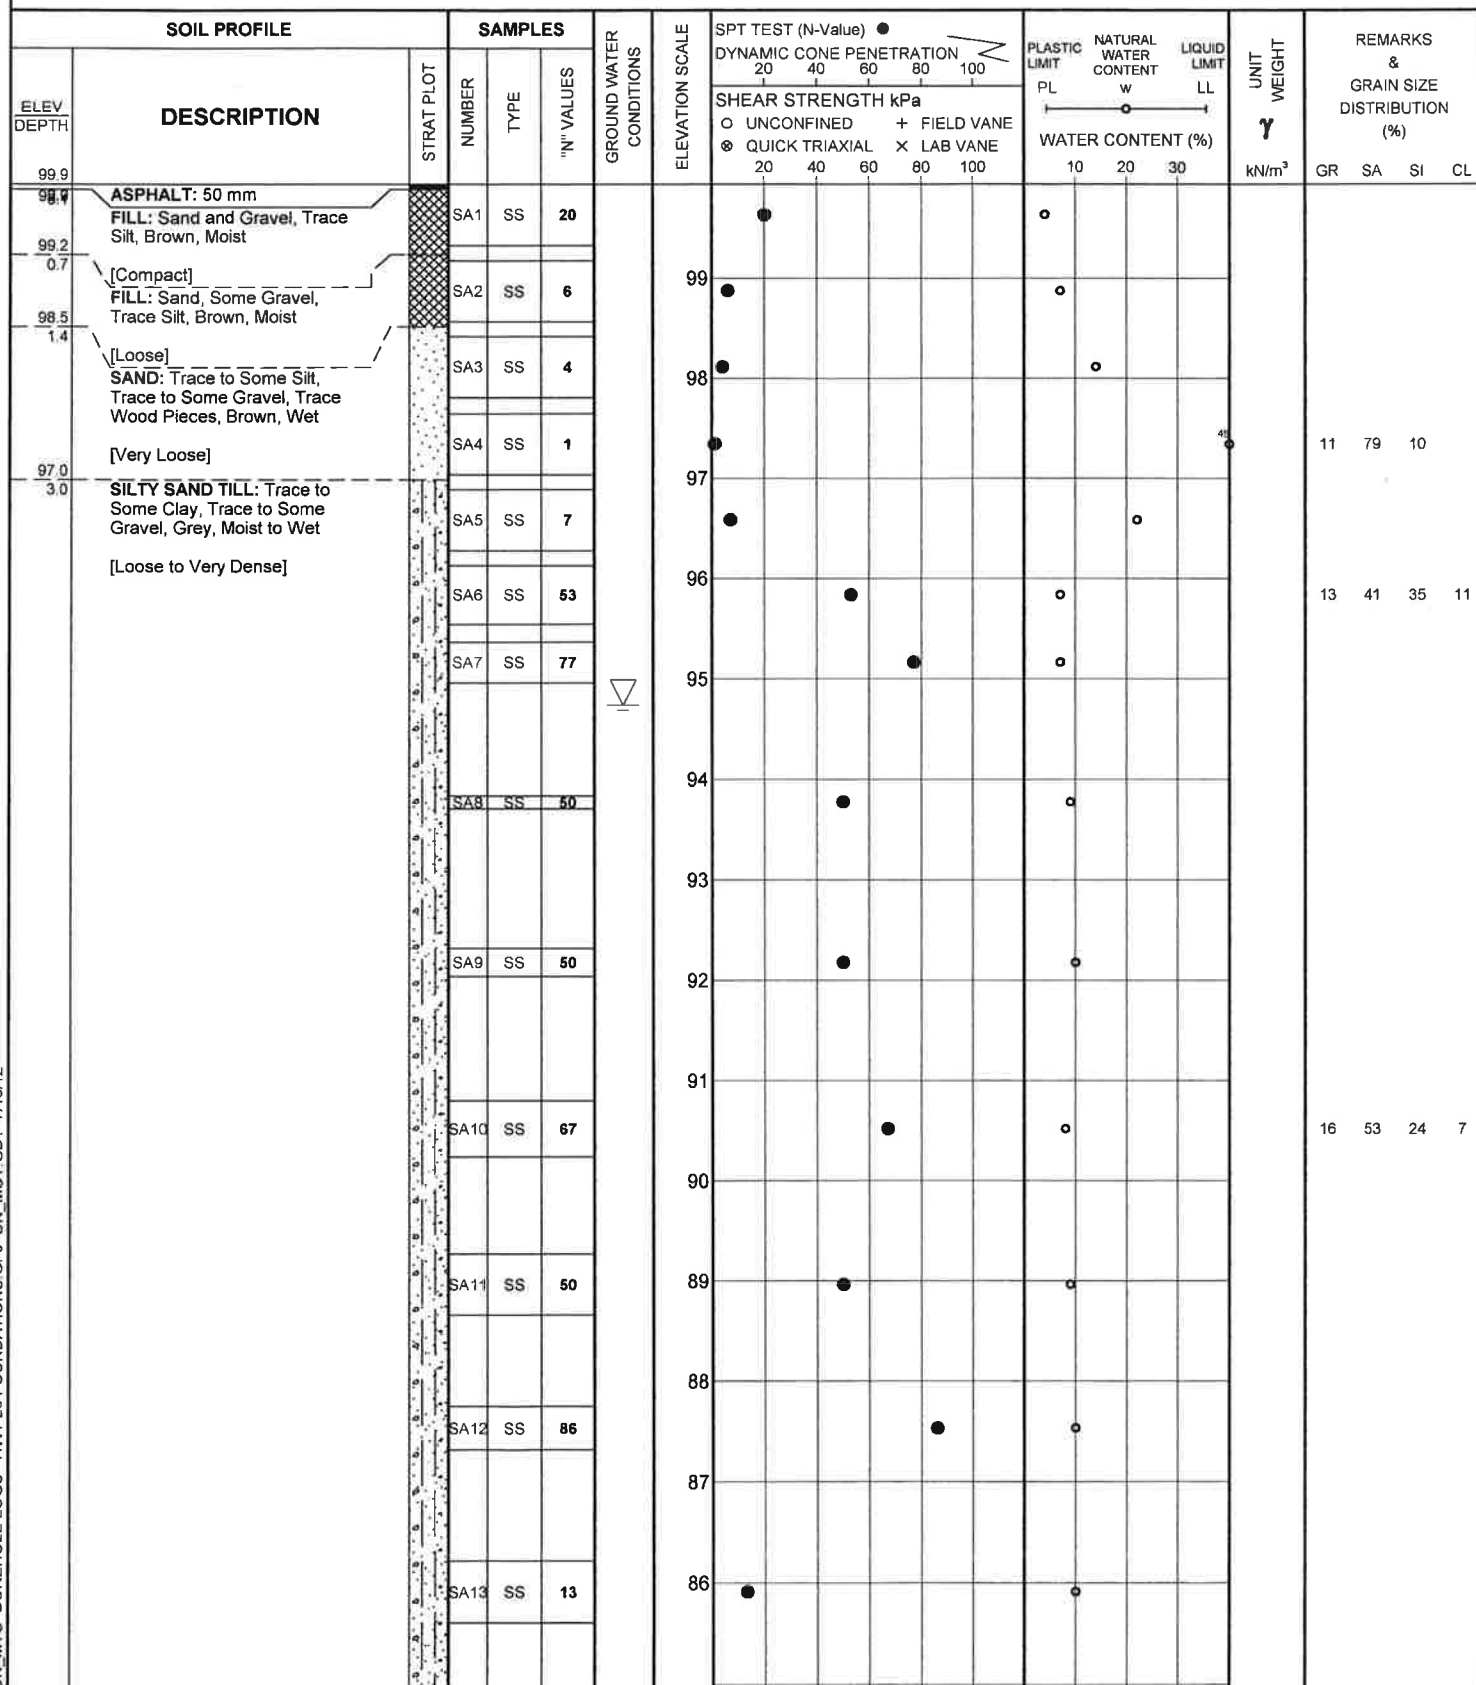 SOIL PROFILE
SAMPLES
ELEV
DEPTH
DESCRIPTION
STRAT PLOT
NUMBER
TYPE
"N" VALUES
GROUND WATER
CONDITIONS
ELEVATION SCALE
SPT TEST (N-Value) ●
DYNAMIC CONE PENETRATION
20 40 60 80 100
SHEAR STRENGTH kPa
○ UNCONFINED + FIELD VANE
⊗ QUICK TRIAXIAL × LAB VANE
20 40 60 80 100
PLASTIC
LIMIT
NATURAL
WATER
CONTENT
LIQUID
LIMIT
PL w LL
WATER CONTENT (%)
10 20 30
UNIT
WEIGHT
γ
kN/m³
REMARKS
&
GRAIN SIZE
DISTRIBUTION
(%)
GR SA SI CL
99.9
ASPHALT: 50 mm
FILL: Sand and Gravel, Trace
Silt, Brown, Moist
SA1 SS 20
99.2
0.7
[Compact]
99
FILL: Sand, Some Gravel,
Trace Silt, Brown, Moist
SA2 SS 6
98.5
1.4
[Loose]
SA3 SS 4
98
SAND: Trace to Some Silt,
Trace to Some Gravel, Trace
Wood Pieces, Brown, Wet
SA4 SS 1
11 79 10
[Very Loose]
97.0
3.0
97
SILTY SAND TILL: Trace to
Some Clay, Trace to Some
Gravel, Grey, Moist to Wet
SA5 SS 7
[Loose to Very Dense]
96
SA6 SS 53
13 41 35 11
SA7 SS 77
95
94
SA8 SS 50
93
SA9 SS 50
92
91
SA10 SS 67
16 53 24 7
90
SA11 SS 50
89
88
SA12 SS 86
87
SA13 SS 13
86